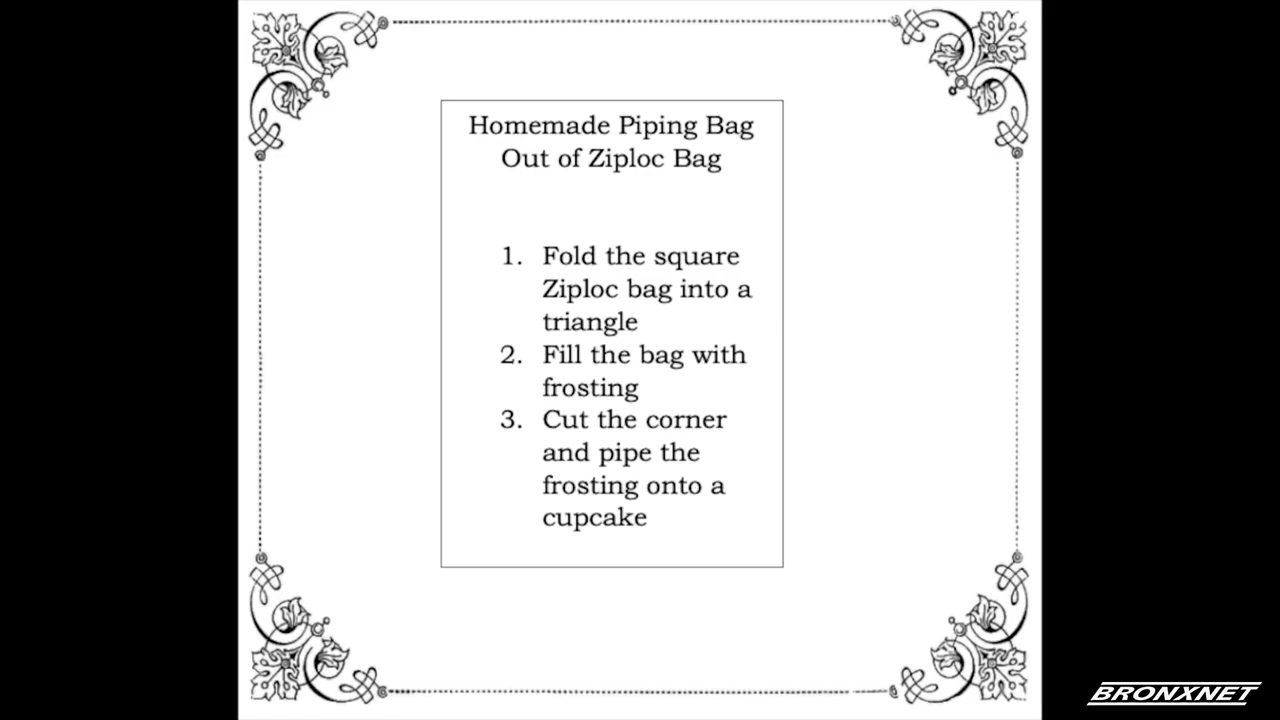 Homemade Piping Bag
Out of Ziploc Bag
1. Fold the square
Ziploc bag into a
triangle
2. Fill the bag with
frosting
3. Cut the corner
and pipe the
frosting onto a
cupcake
BRONXNET